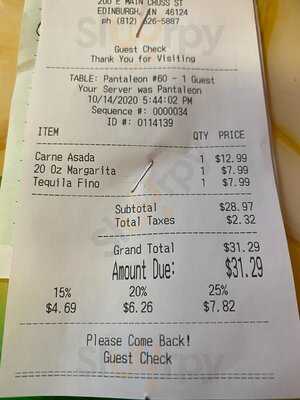 200 E MAIN CROSS ST
EDINBURGH, IN 46124
ph (812) 526-5887
Guest Check
Thank You for Visiting
TABLE: Pantaleon #60 - 1 Guest
Your Server was Pantaleon
10/14/2020 5:44:02 PM
Sequence #: 0000034
ID #: 0114139
ITEM QTY PRICE
Carne Asada 1 $12.99
20 Oz Margarita 1 $7.99
Tequila Fino 1 $7.99
Subtotal $28.97
Total Taxes $2.32
Grand Total $31.29
Amount Due: $31.29
15% 20% 25%
$4.69 $6.26 $7.82
Please Come Back!
Guest Check